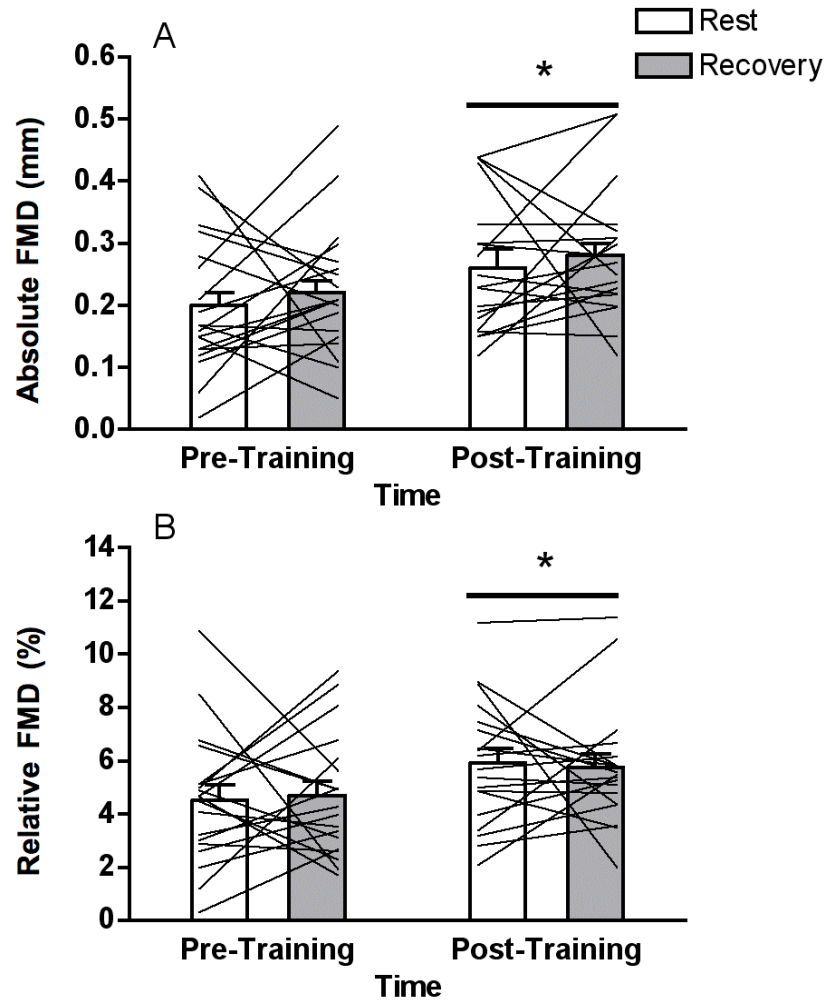 A
Rest
Recovery
*
Absolute FMD (mm)
0.6
0.5
0.4
0.3
0.2
0.1
0.0
Pre-Training Post-Training
Time
B
*
Relative FMD (%)
14
12
10
8
6
4
2
0
Pre-Training Post-Training
Time